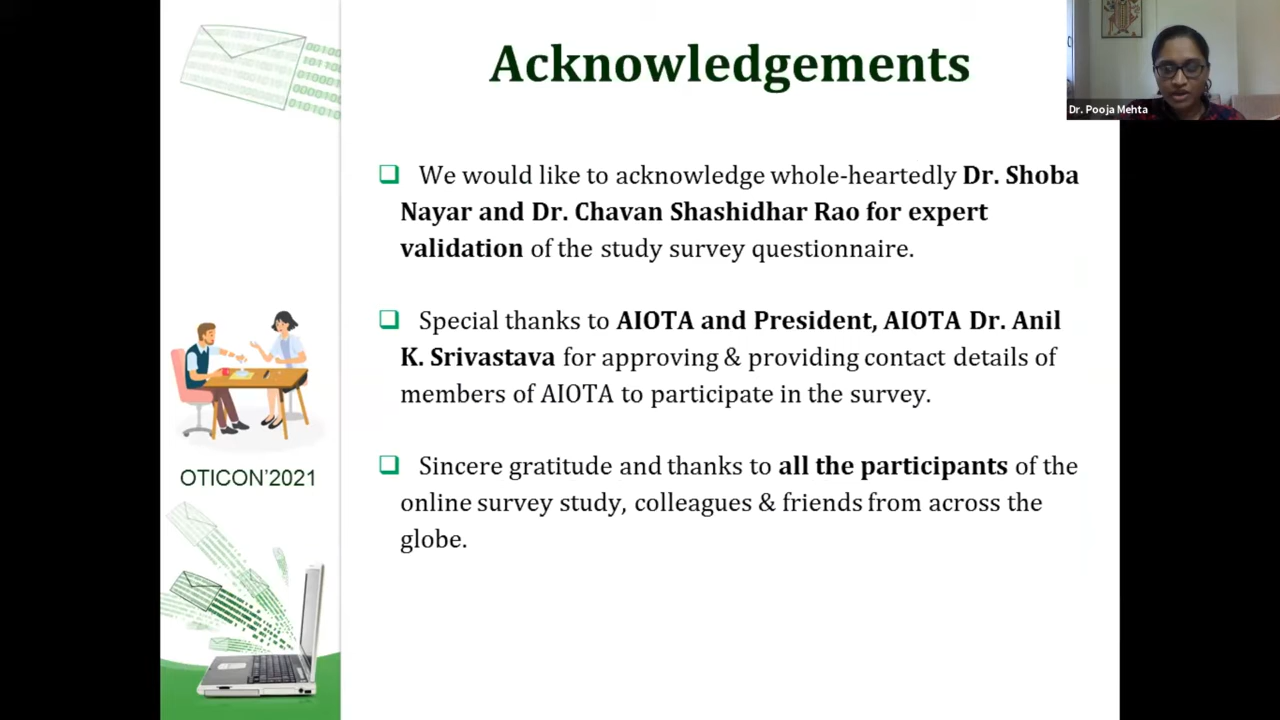 Acknowledgements
Dr. Pooja Mehta
❑ We would like to acknowledge whole-heartedly Dr. Shoba
Nayar and Dr. Chavan Shashidhar Rao for expert
validation of the study survey questionnaire.
❑ Special thanks to AIOTA and President, AIOTA Dr. Anil
K. Srivastava for approving & providing contact details of
members of AIOTA to participate in the survey.
❑ Sincere gratitude and thanks to all the participants of the
online survey study, colleagues & friends from across the
globe.
OTICON’2021